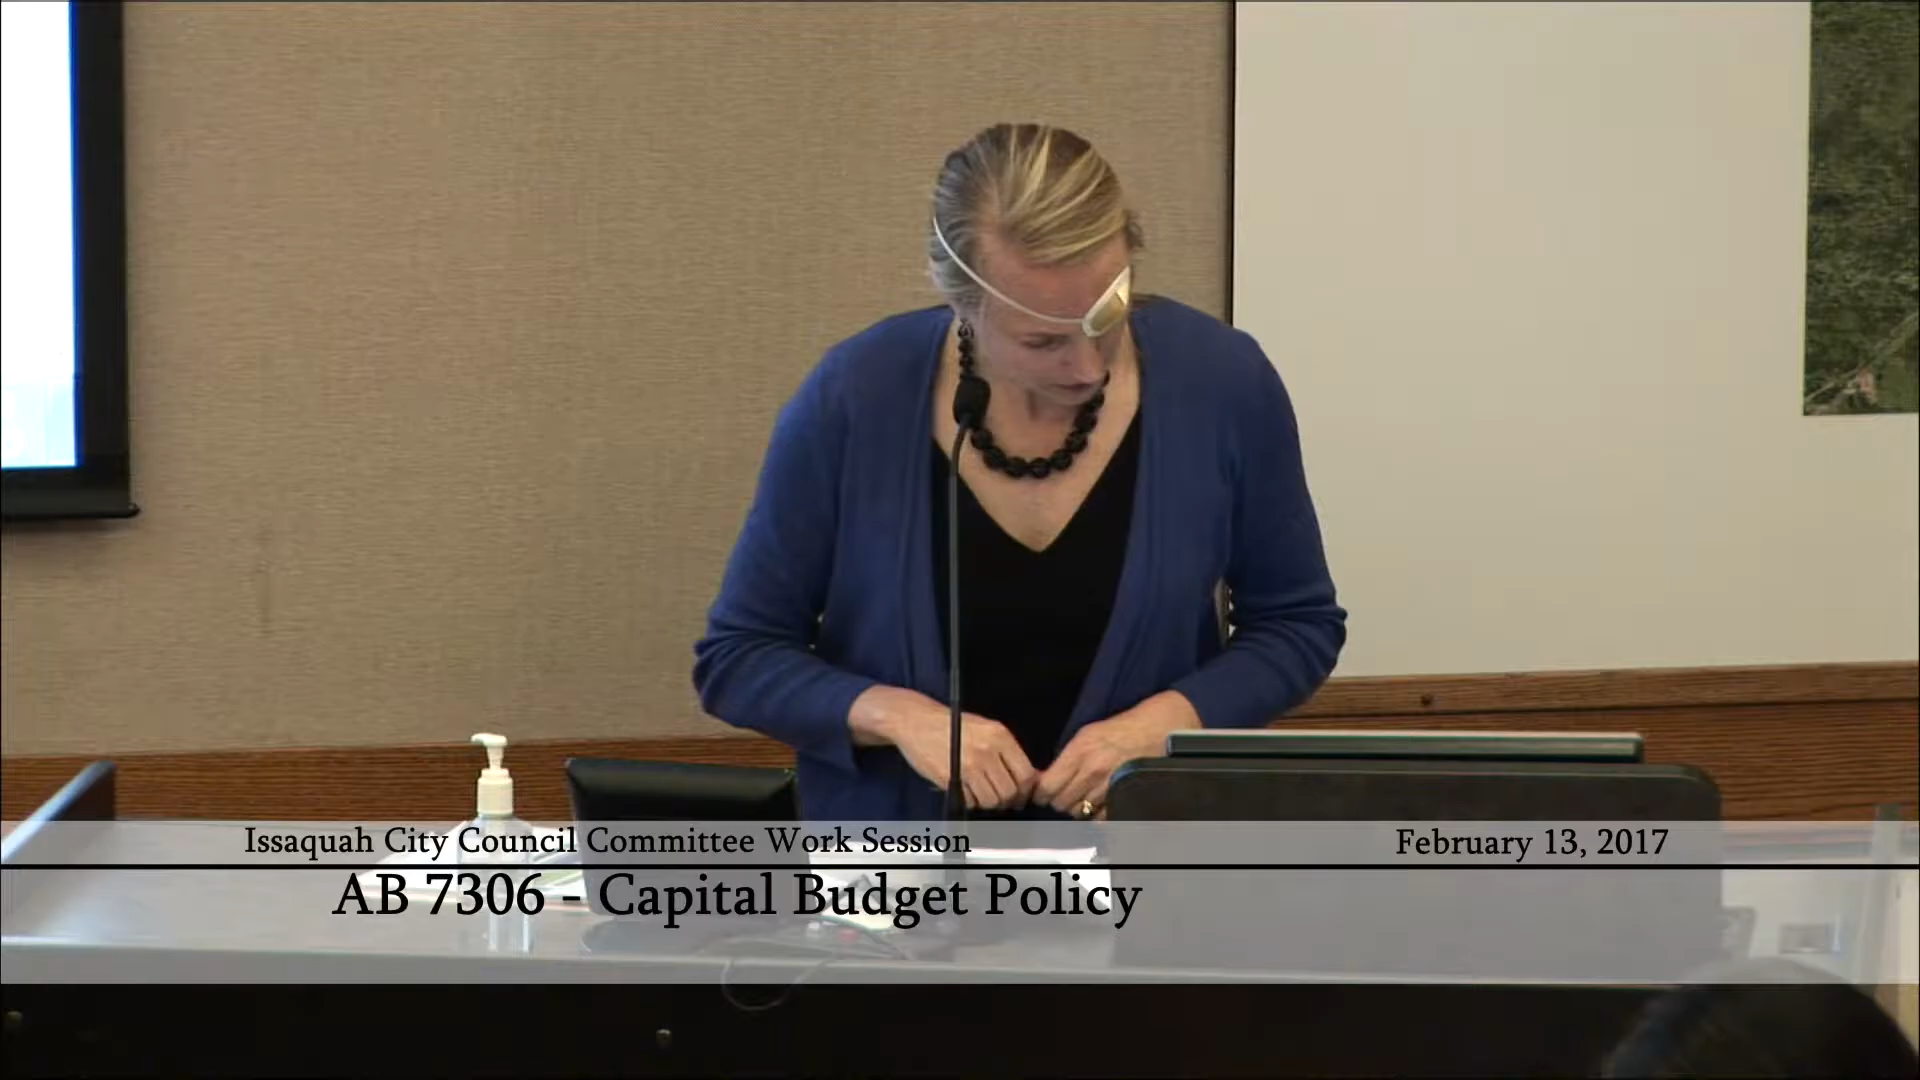 Issaquah City Council Committee Work Session
February 13, 2017
AB 7306 - Capital Budget Policy